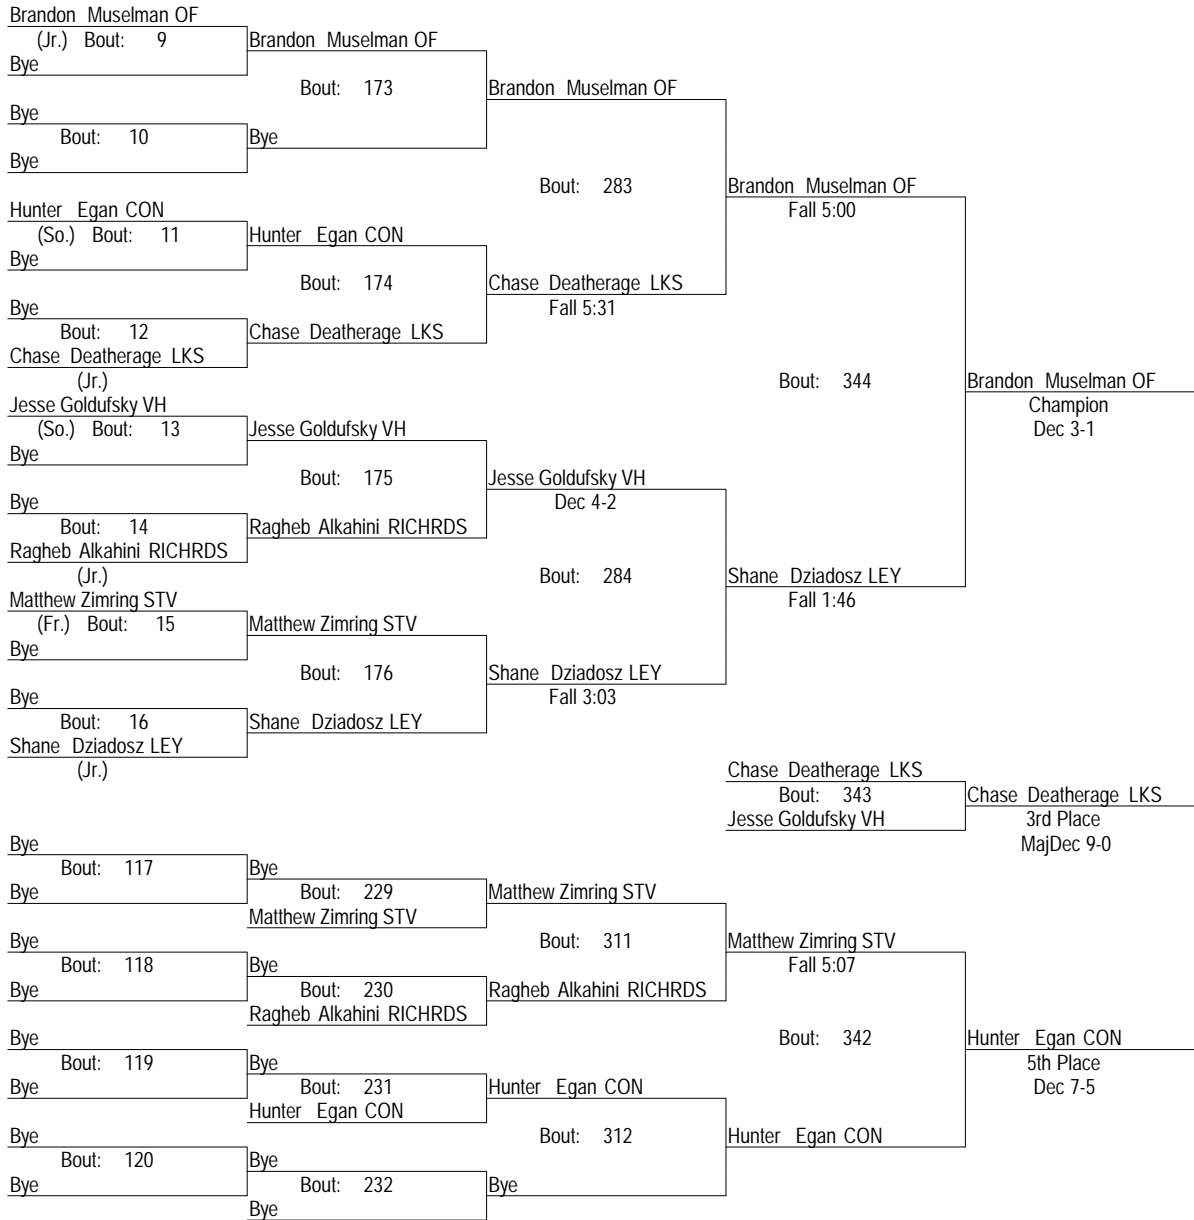 Brandon Muselman OF
(Jr.) Bout: 9
Brandon Muselman OF
Bye
Bout: 173
Brandon Muselman OF
Bye
Bout: 10
Bye
Bye
Bout: 283
Brandon Muselman OF
Fall 5:00
Hunter Egan CON
(So.) Bout: 11
Hunter Egan CON
Bye
Bout: 174
Chase Deatherage LKS
Fall 5:31
Bye
Bout: 12
Chase Deatherage LKS
Chase Deatherage LKS
(Jr.)
Bout: 344
Brandon Muselman OF
Champion
Dec 3-1
Jesse Goldufsky VH
(So.) Bout: 13
Jesse Goldufsky VH
Bye
Bout: 175
Jesse Goldufsky VH
Dec 4-2
Bye
Bout: 14
Ragheb Alkahini RICHRDS
Ragheb Alkahini RICHRDS
(Jr.)
Bout: 284
Shane Dziadosz LEY
Fall 1:46
Matthew Zimring STV
(Fr.) Bout: 15
Matthew Zimring STV
Bye
Bout: 176
Shane Dziadosz LEY
Fall 3:03
Bye
Bout: 16
Shane Dziadosz LEY
Shane Dziadosz LEY
(Jr.)
Chase Deatherage LKS
Bout: 343
Chase Deatherage LKS
Jesse Goldufsky VH
3rd Place
MajDec 9-0
Bye
Bout: 117
Bye
Bye
Bout: 229
Matthew Zimring STV
Matthew Zimring STV
Bye
Bout: 311
Matthew Zimring STV
Fall 5:07
Bout: 118
Bye
Bye
Bout: 230
Ragheb Alkahini RICHRDS
Ragheb Alkahini RICHRDS
Bye
Bout: 342
Hunter Egan CON
5th Place
Dec 7-5
Bout: 119
Bye
Bye
Bout: 231
Hunter Egan CON
Hunter Egan CON
Bye
Bout: 312
Hunter Egan CON
Bout: 120
Bye
Bye
Bout: 232
Bye
Bye